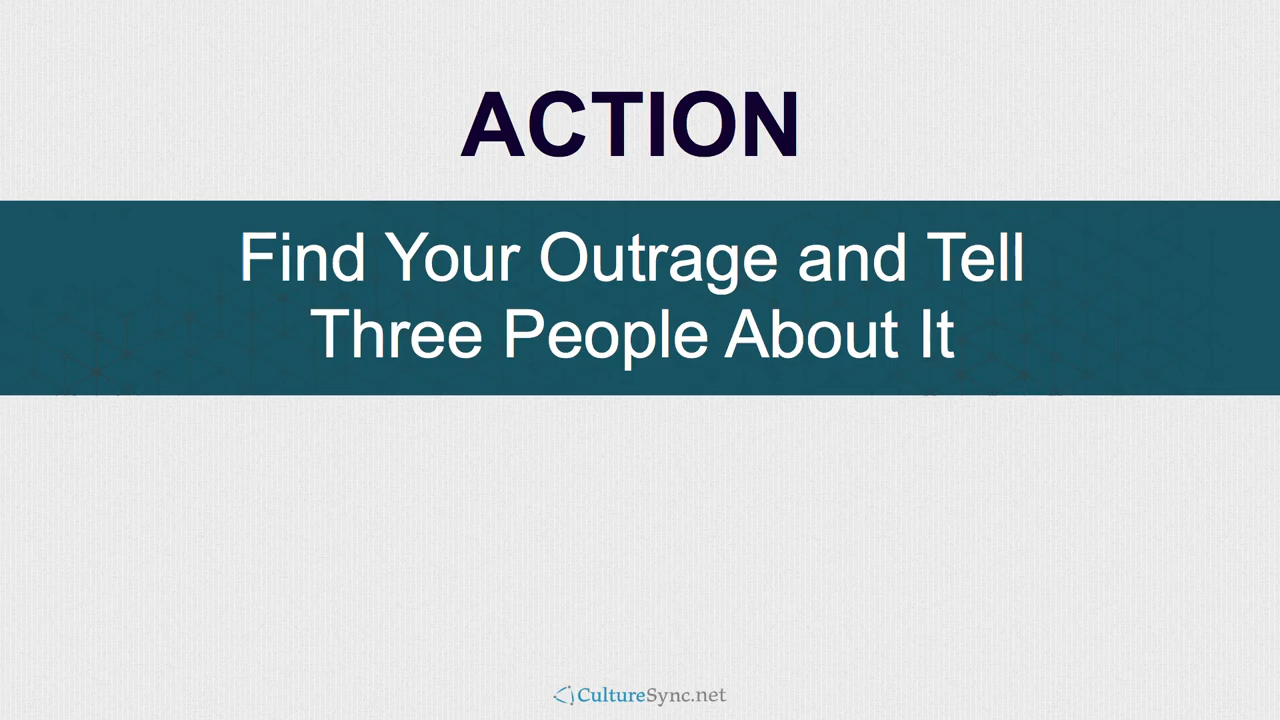 ACTION
Find Your Outrage and Tell
Three People About It
CultureSync.net